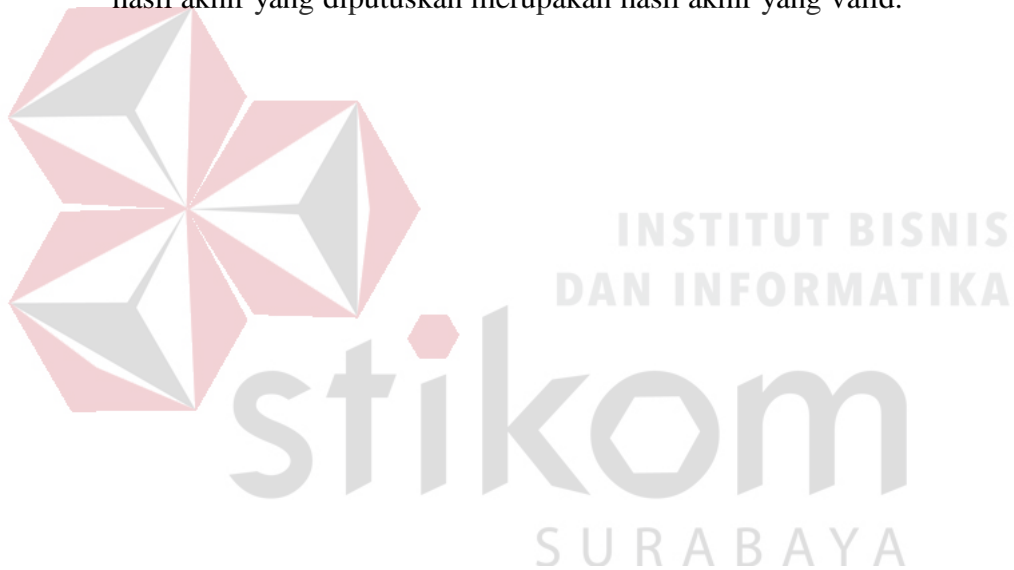 hasil akhir yang diputuskan merupakan hasil akhir yang valid.
INSTITUT BISNIS
DAN INFORMATIKA
stikom
SURABAYA